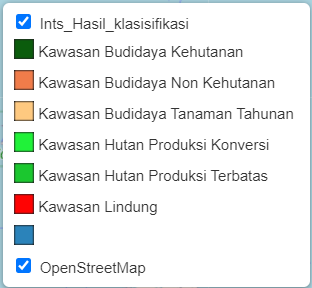 Ints_Hasil_klasisifikasi
Kawasan Budidaya Kehutanan
Kawasan Budidaya Non Kehutanan
Kawasan Budidaya Tanaman Tahunan
Kawasan Hutan Produksi Konversi
Kawasan Hutan Produksi Terbatas
Kawasan Lindung
OpenStreetMap